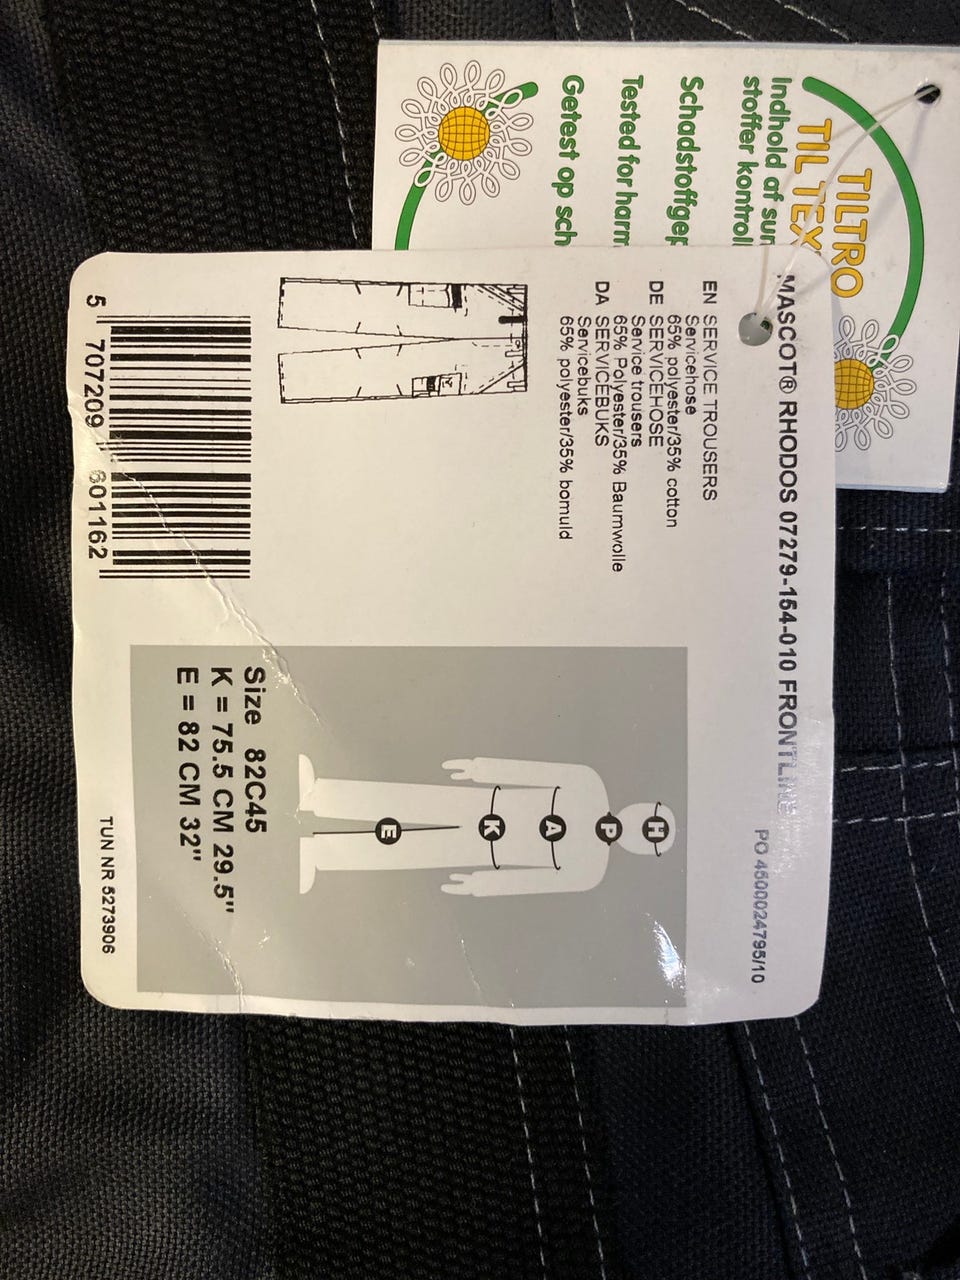 TILTRO
TIL TEX
Indhold af
stoffer
Schadstoffgep
Tested for harm
Getest op sch
MASCOT® RHODOS 07279-154-010 FRONTLINE
PO 4500024795/10
EN SERVICE TROUSERS
Servicehose
65% polyester/35% cotton
DE SERVICEHOSE
Service trousers
65% Polyester/35% Baumwolle
DA SERVICEBUKS
Servicebuks
65% polyester/35% bomuld
5 707209 601162
H
P
A
K
E
Size 82C45
K = 75.5 CM 29.5"
E = 82 CM 32"
TUN NR 5273906